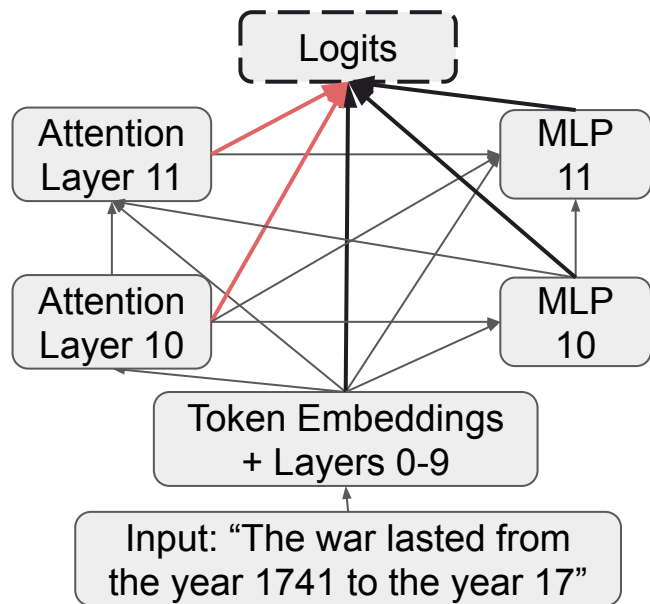 Logits
Attention
Layer 11
MLP
11
Attention
Layer 10
MLP
10
Token Embeddings
+ Layers 0-9
Input: “The war lasted from
the year 1741 to the year 17”